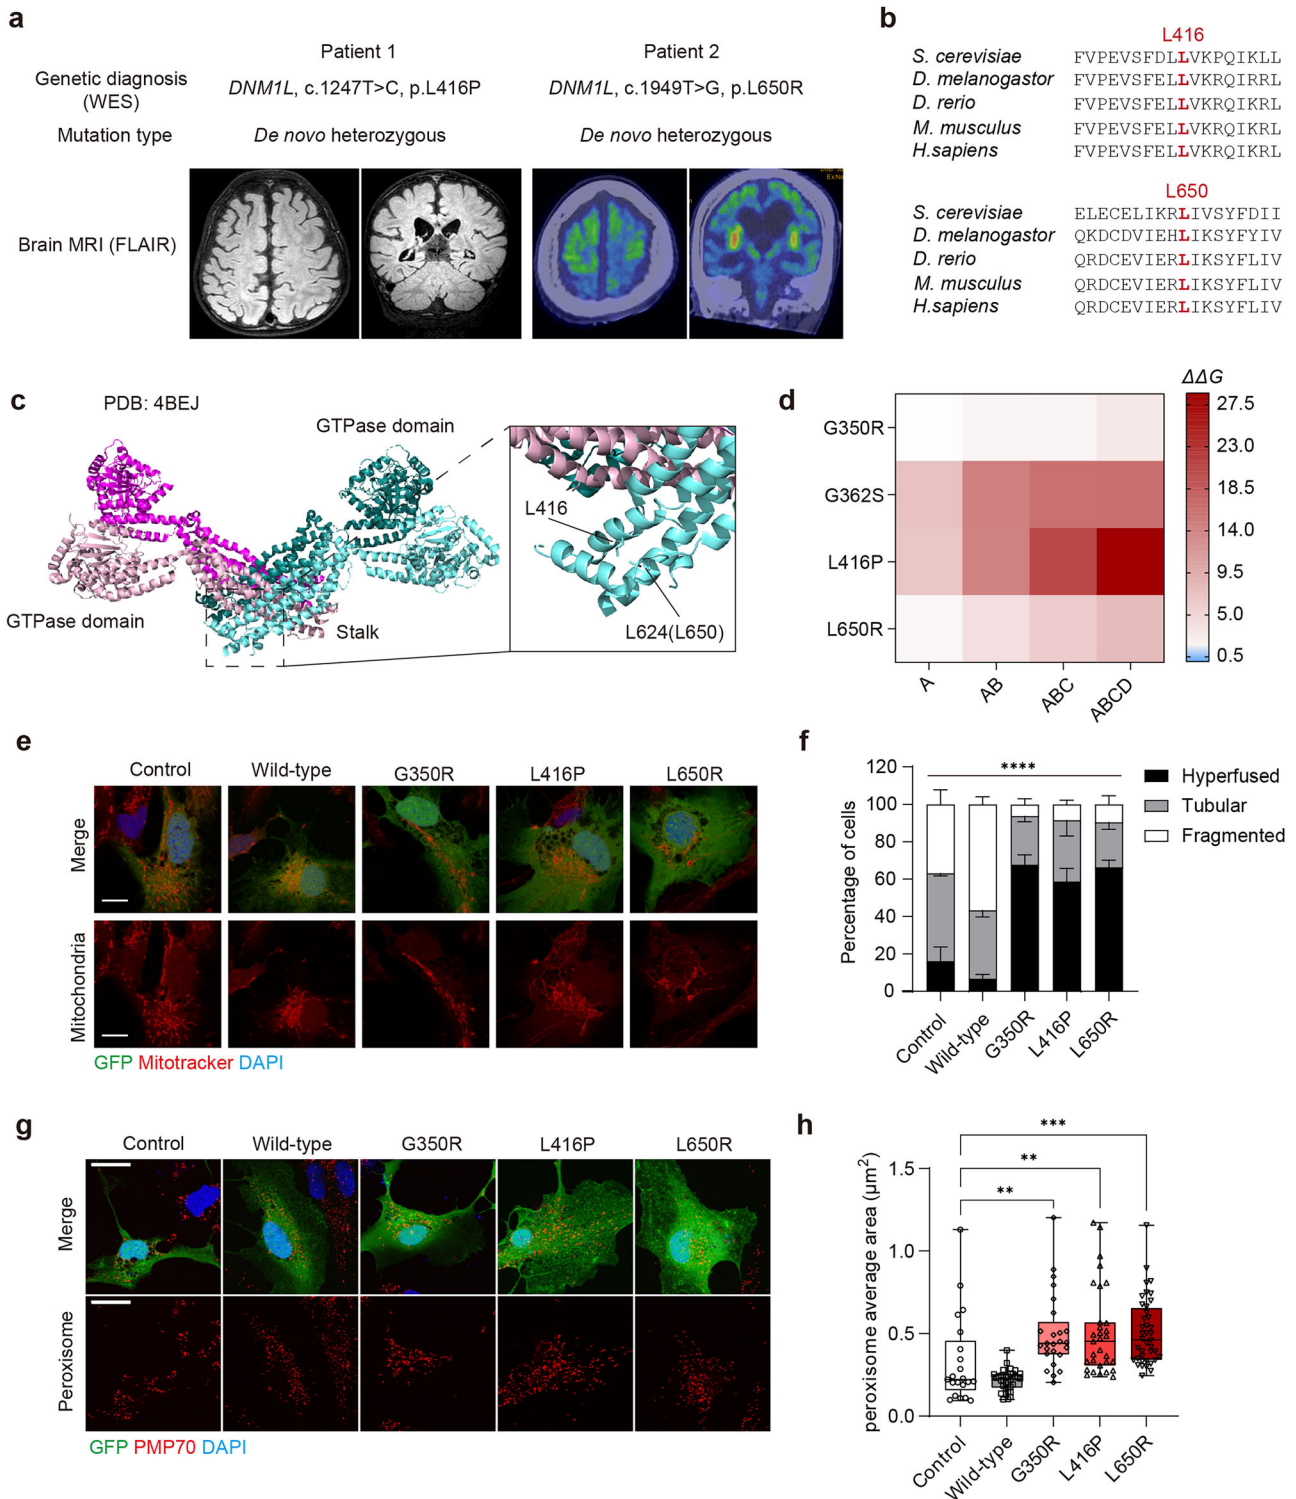 a
Patient 1
Patient 2
Genetic diagnosis
(WES)
DNM1L, c.1247T>C, p.L416P
DNM1L, c.1949T>G, p.L650R
Mutation type
De novo heterozygous
De novo heterozygous
Brain MRI (FLAIR)
b
L416
S. cerevisiae FVPEVSFDLLVKPQIKLL
D. melanogastor FVPEVSFELLVKRQIRRL
D. rerio FVPEVSFELLVKRQIKRL
M. musculus FVPEVSFELLVKRQIKRL
H.sapiens FVPEVSFELLVKRQIKRL
L650
S. cerevisiae ELECELIKRLIVSYFDII
D. melanogastor QKDCDVIEHLIKSYFYIV
D. rerio QRDCEVIERLIKSYFLIV
M. musculus QRDCEVIERLIKSYFLIV
H.sapiens QRDCEVIERLIKSYFLIV
c
PDB: 4BEJ
GTPase domain
GTPase domain
Stalk
L416
L624(L650)
d
ΔΔG
G350R
G362S
L416P
L650R
A
AB
ABC
ABCD
27.5
23.0
18.5
14.0
9.5
5.0
0.5
e
Control
Wild-type
G350R
L416P
L650R
Merge
Mitochondria
GFP Mitotracker DAPI
f
****
Percentage of cells
120
100
80
60
40
20
0
Control
Wild-type
G350R
L416P
L650R
Hyperfused
Tubular
Fragmented
g
Control
Wild-type
G350R
L416P
L650R
Merge
Peroxisome
GFP PMP70 DAPI
h
***
**
**
peroxisome average area (μm²)
1.5
1.0
0.5
0.0
Control
Wild-type
G350R
L416P
L650R